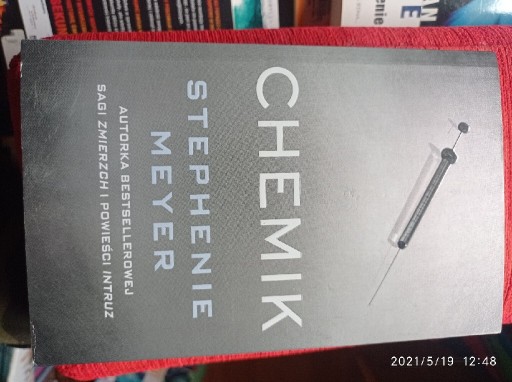 CHEMIK
STEPHENIE
MEYER
AUTORKA BESTSELLEROWEJ
SAGI ZMIERZCH I POWIEŚCI INTRUZ
2021/5/19 12:48